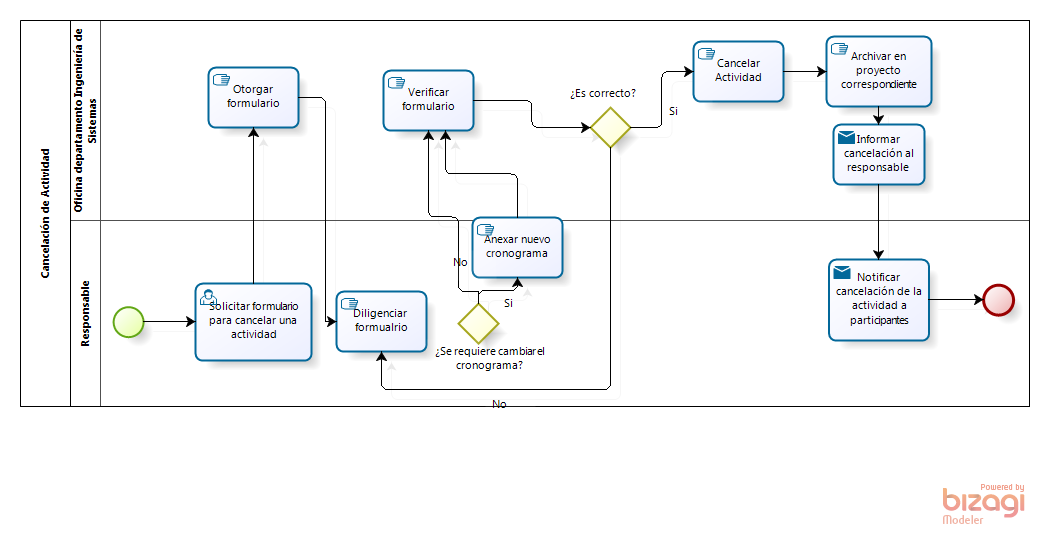 Cancelación de Actividad
Oficina departamento Ingeniería de
Sistemas
Responsable
Otorgar
formulario
Verificar
formulario
¿Es correcto?
Si
Cancelar
Actividad
Archivar en
proyecto
correspondiente
Informar
cancelación al
responsable
Solicitar formulario
para cancelar una
actividad
Diligenciar
formualrio
No
Anexar nuevo
cronograma
Si
¿Se requiere cambiar el
cronograma?
No
Notificar
cancelación de la
actividad a
participantes
Powered by
bizagi
Modeler